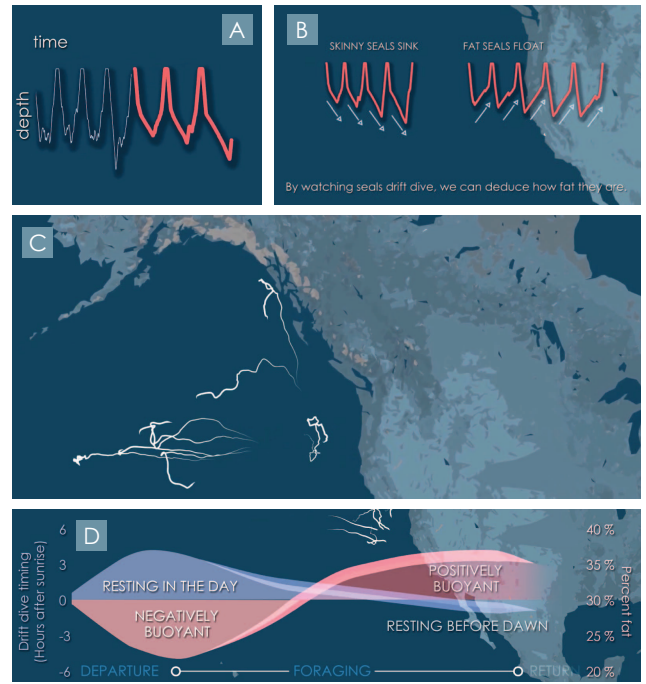 A
time
depth
B
SKINNY SEALS SINK
FAT SEALS FLOAT
By watching seals drift dive, we can deduce how fat they are.
C
D
Drift dive timing
(Hours after sunrise)
6
3
0
-3
-6
40 %
35 %
30 %
25 %
20 %
Percent fat
RESTING IN THE DAY
NEGATIVELY
BUOYANT
POSITIVELY
BUOYANT
RESTING BEFORE DAWN
DEPARTURE
FORAGING
RETURN